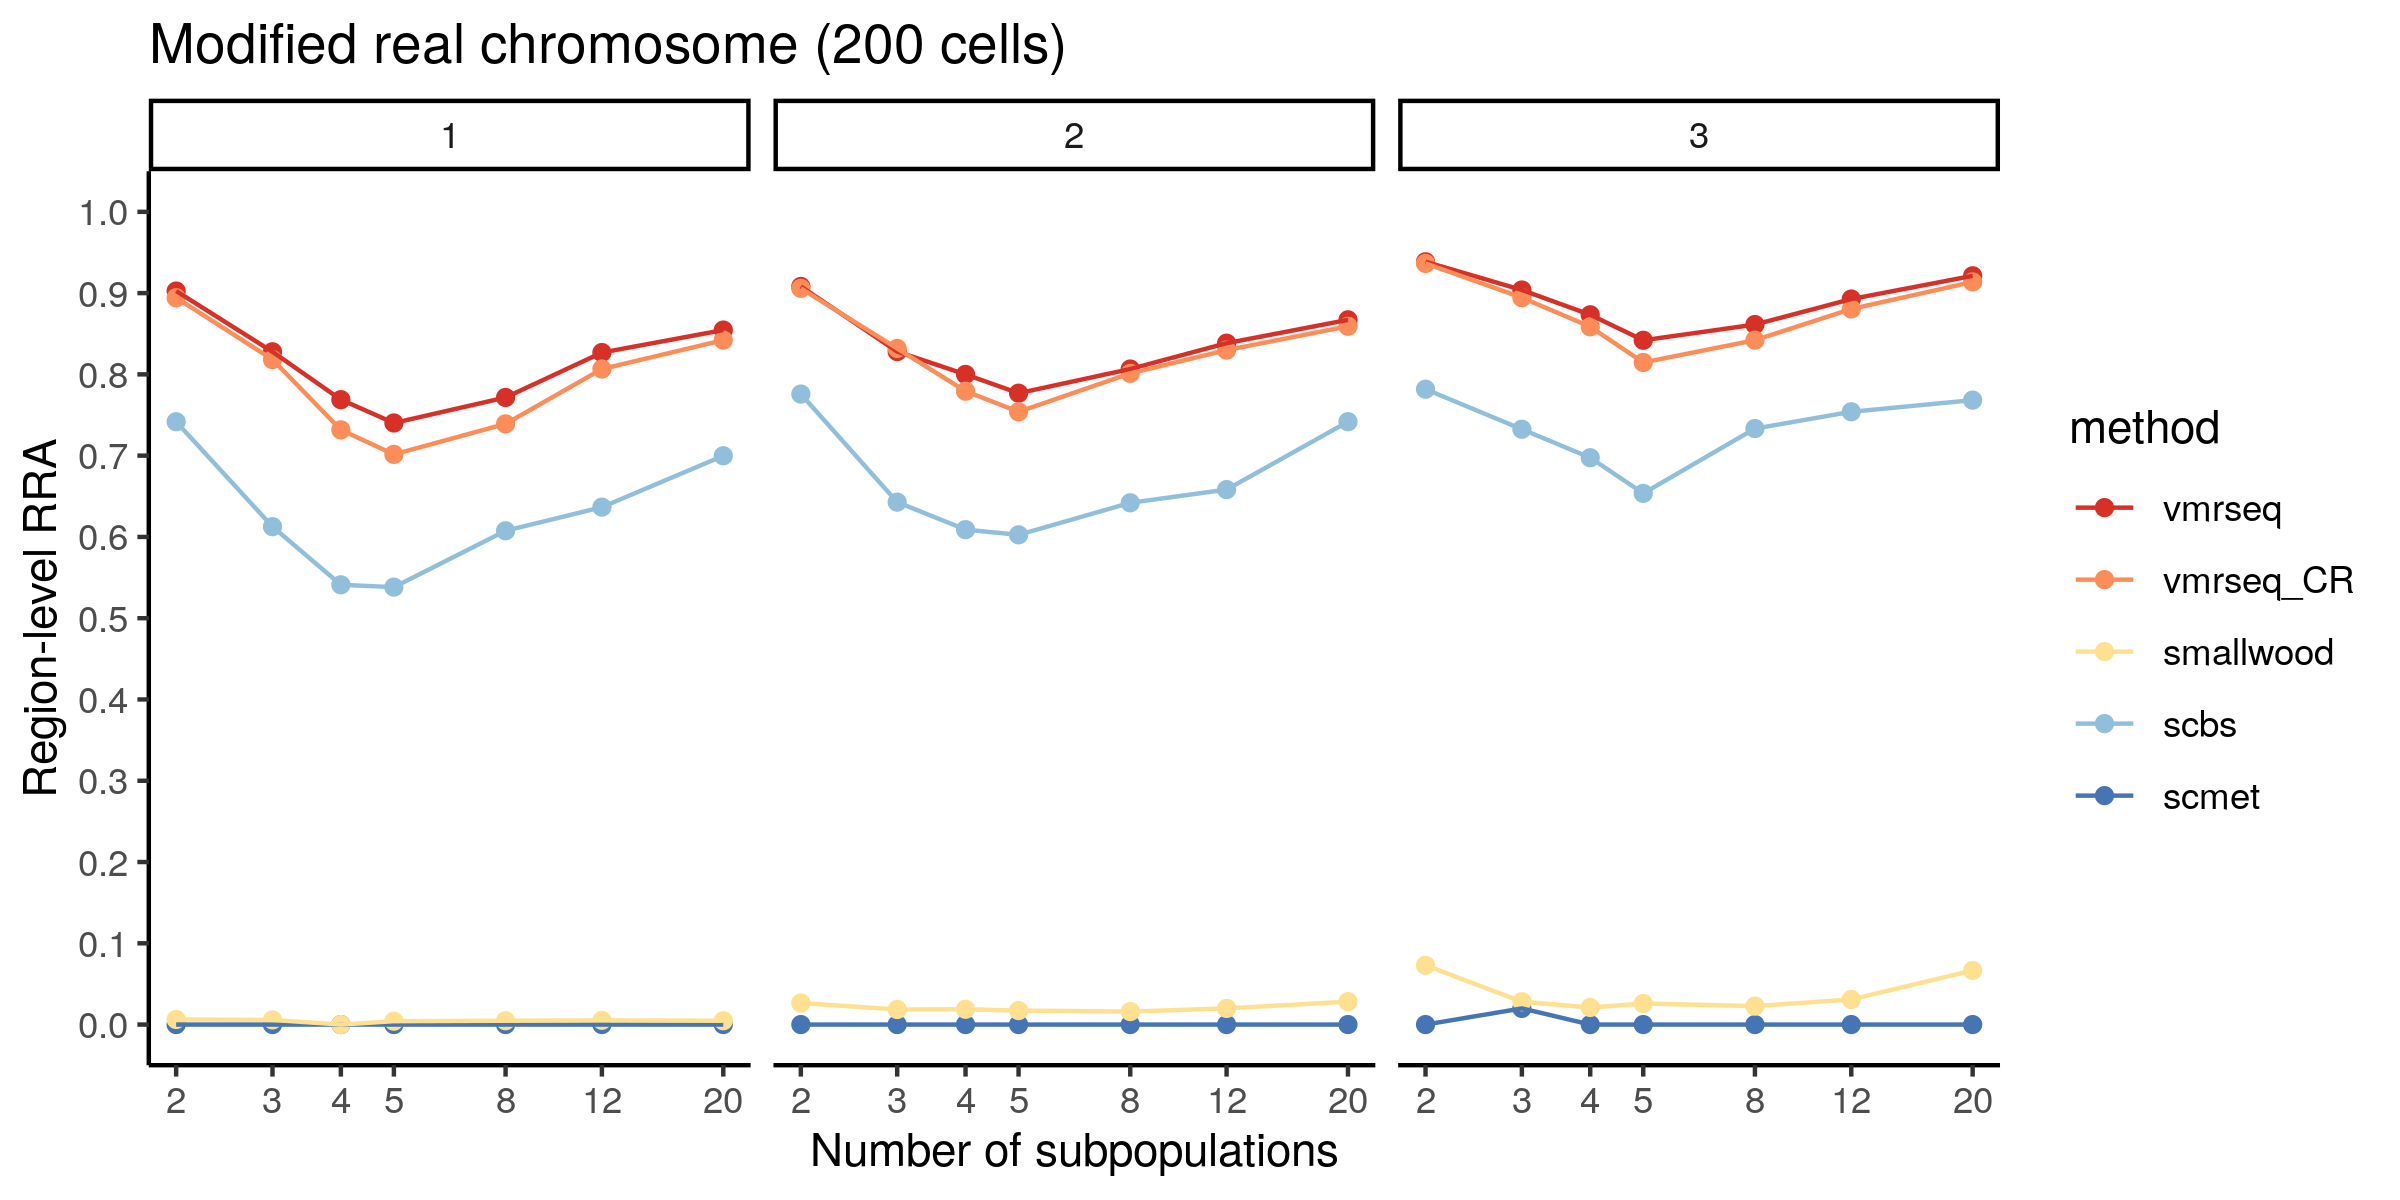 Modified real chromosome (200 cells)
1 2 3
1.0
0.9
0.8
0.7
0.6
0.5
0.4
0.3
0.2
0.1
0.0
Region-level RRA
2 3 4 5 8 12 20 2 3 4 5 8 12 20 2 3 4 5 8 12 20
Number of subpopulations
method
vmrseq
vmrseq_CR
smallwood
scbs
scmet